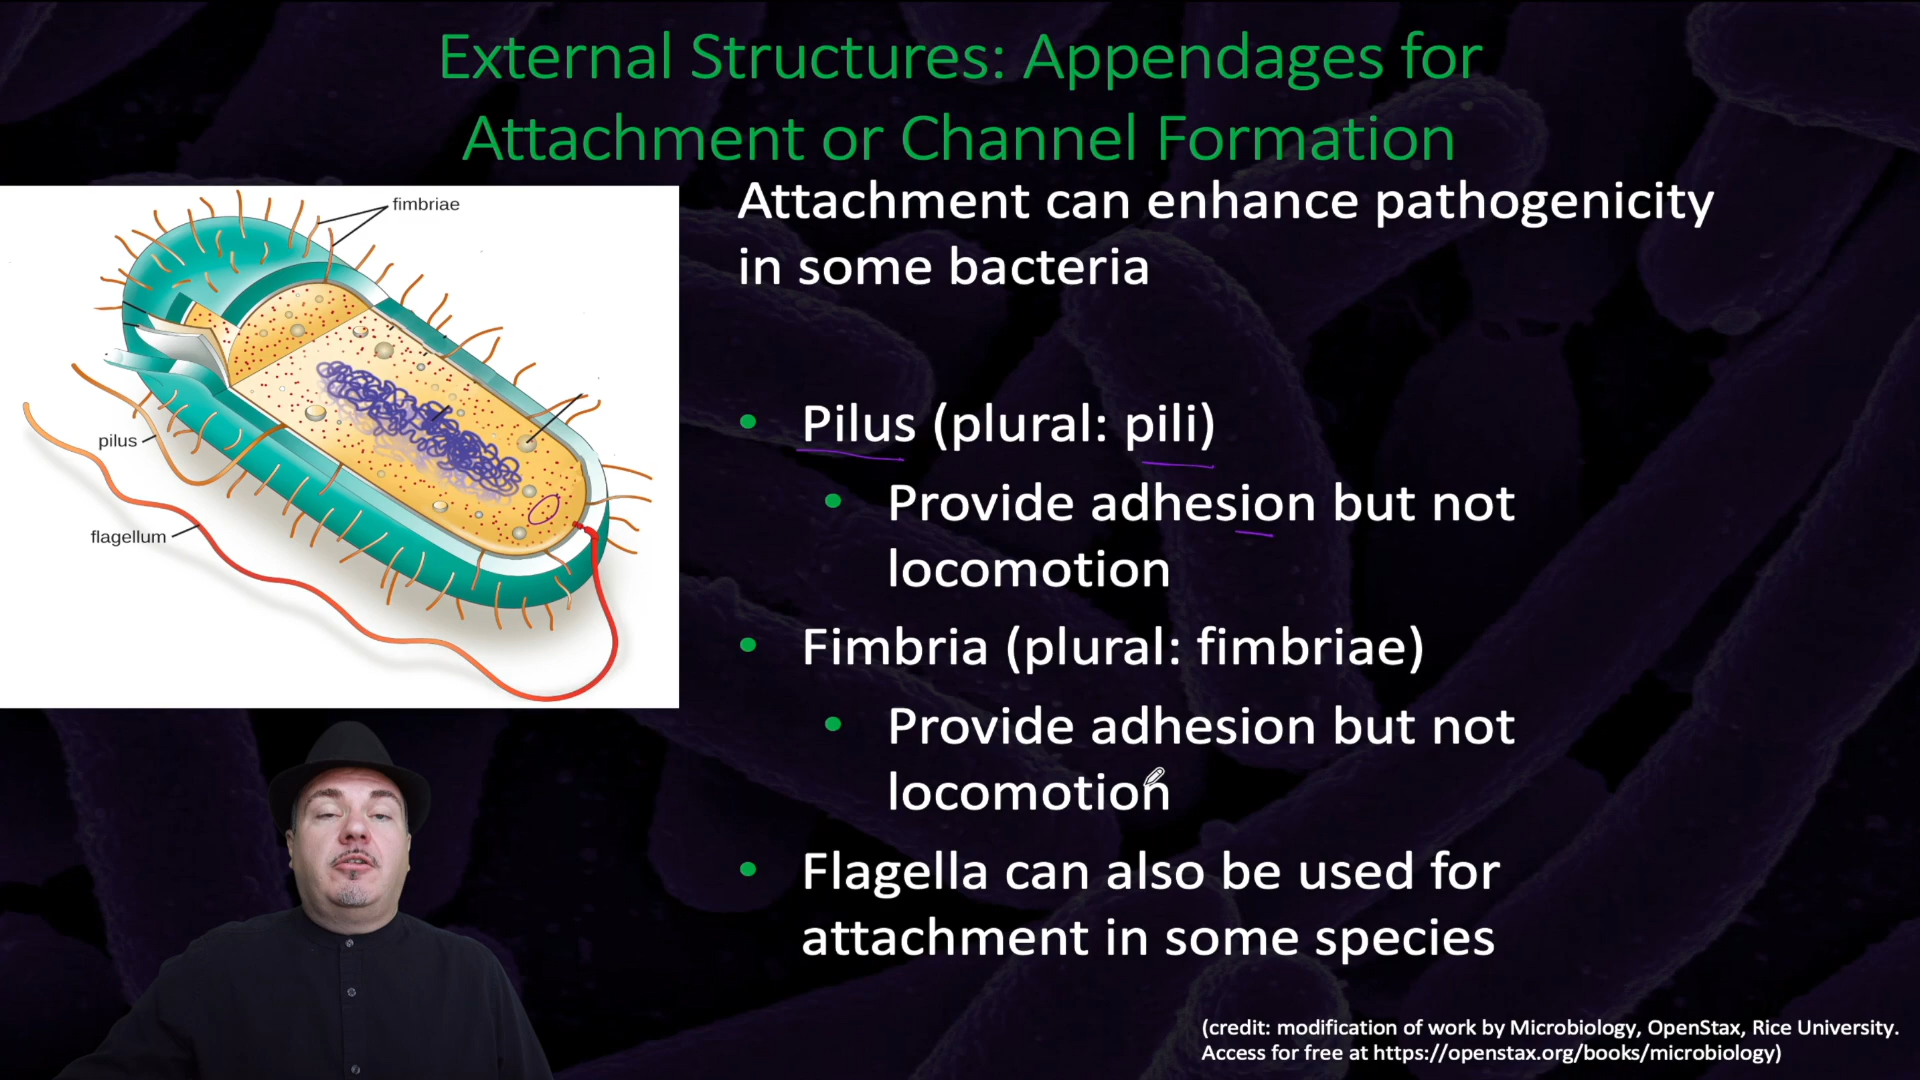 External Structures: Appendages for
Attachment or Channel Formation
fimbriae
pilus
flagellum
Attachment can enhance pathogenicity
in some bacteria
• Pilus (plural: pili)
• Provide adhesion but not
locomotion
• Fimbria (plural: fimbriae)
• Provide adhesion but not
locomotion
• Flagella can also be used for
attachment in some species
(credit: modification of work by Microbiology, OpenStax, Rice University.
Access for free at https://openstax.org/books/microbiology)